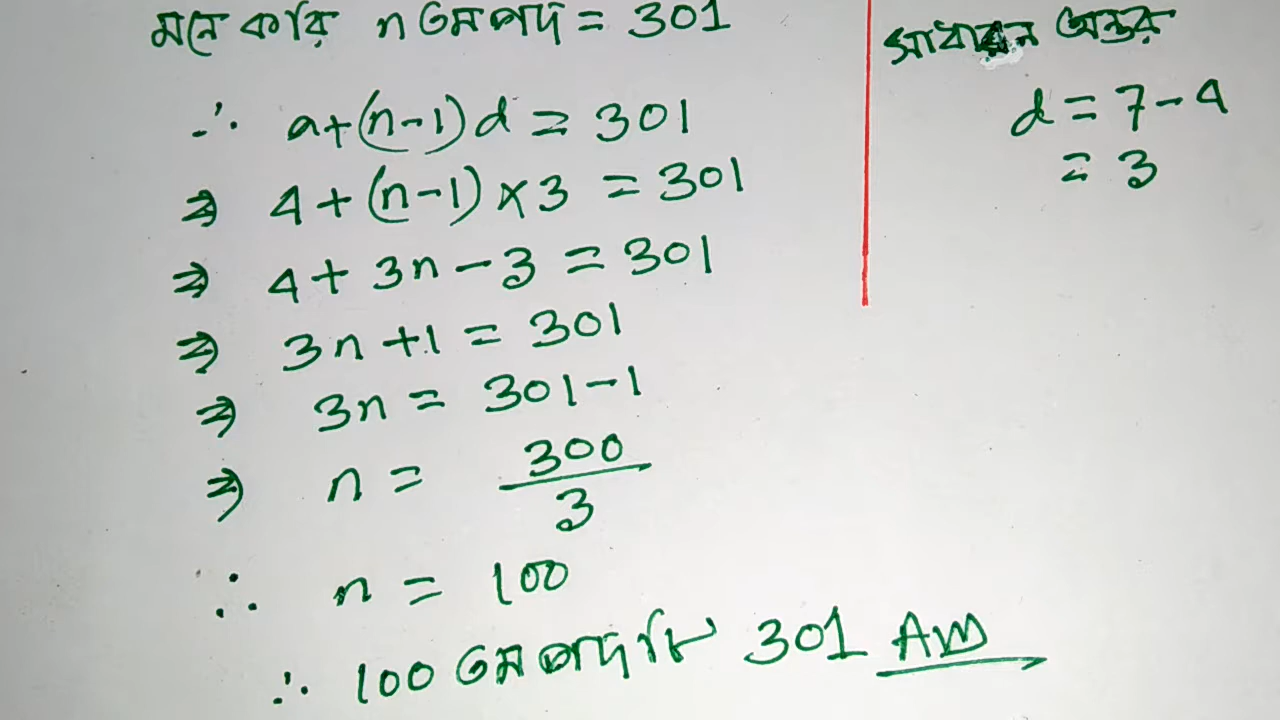 মনে করি n তম পদ = 301
∴ a+(n-1)d = 301
⇒ 4+(n-1)×3 = 301
⇒ 4+3n-3 = 301
⇒ 3n+1 = 301
⇒ 3n = 301-1
⇒ n = 300/3
∴ n = 100
∴ 100 তম পদটি 301 Ans
সাধারন অন্তর
d = 7-4
= 3